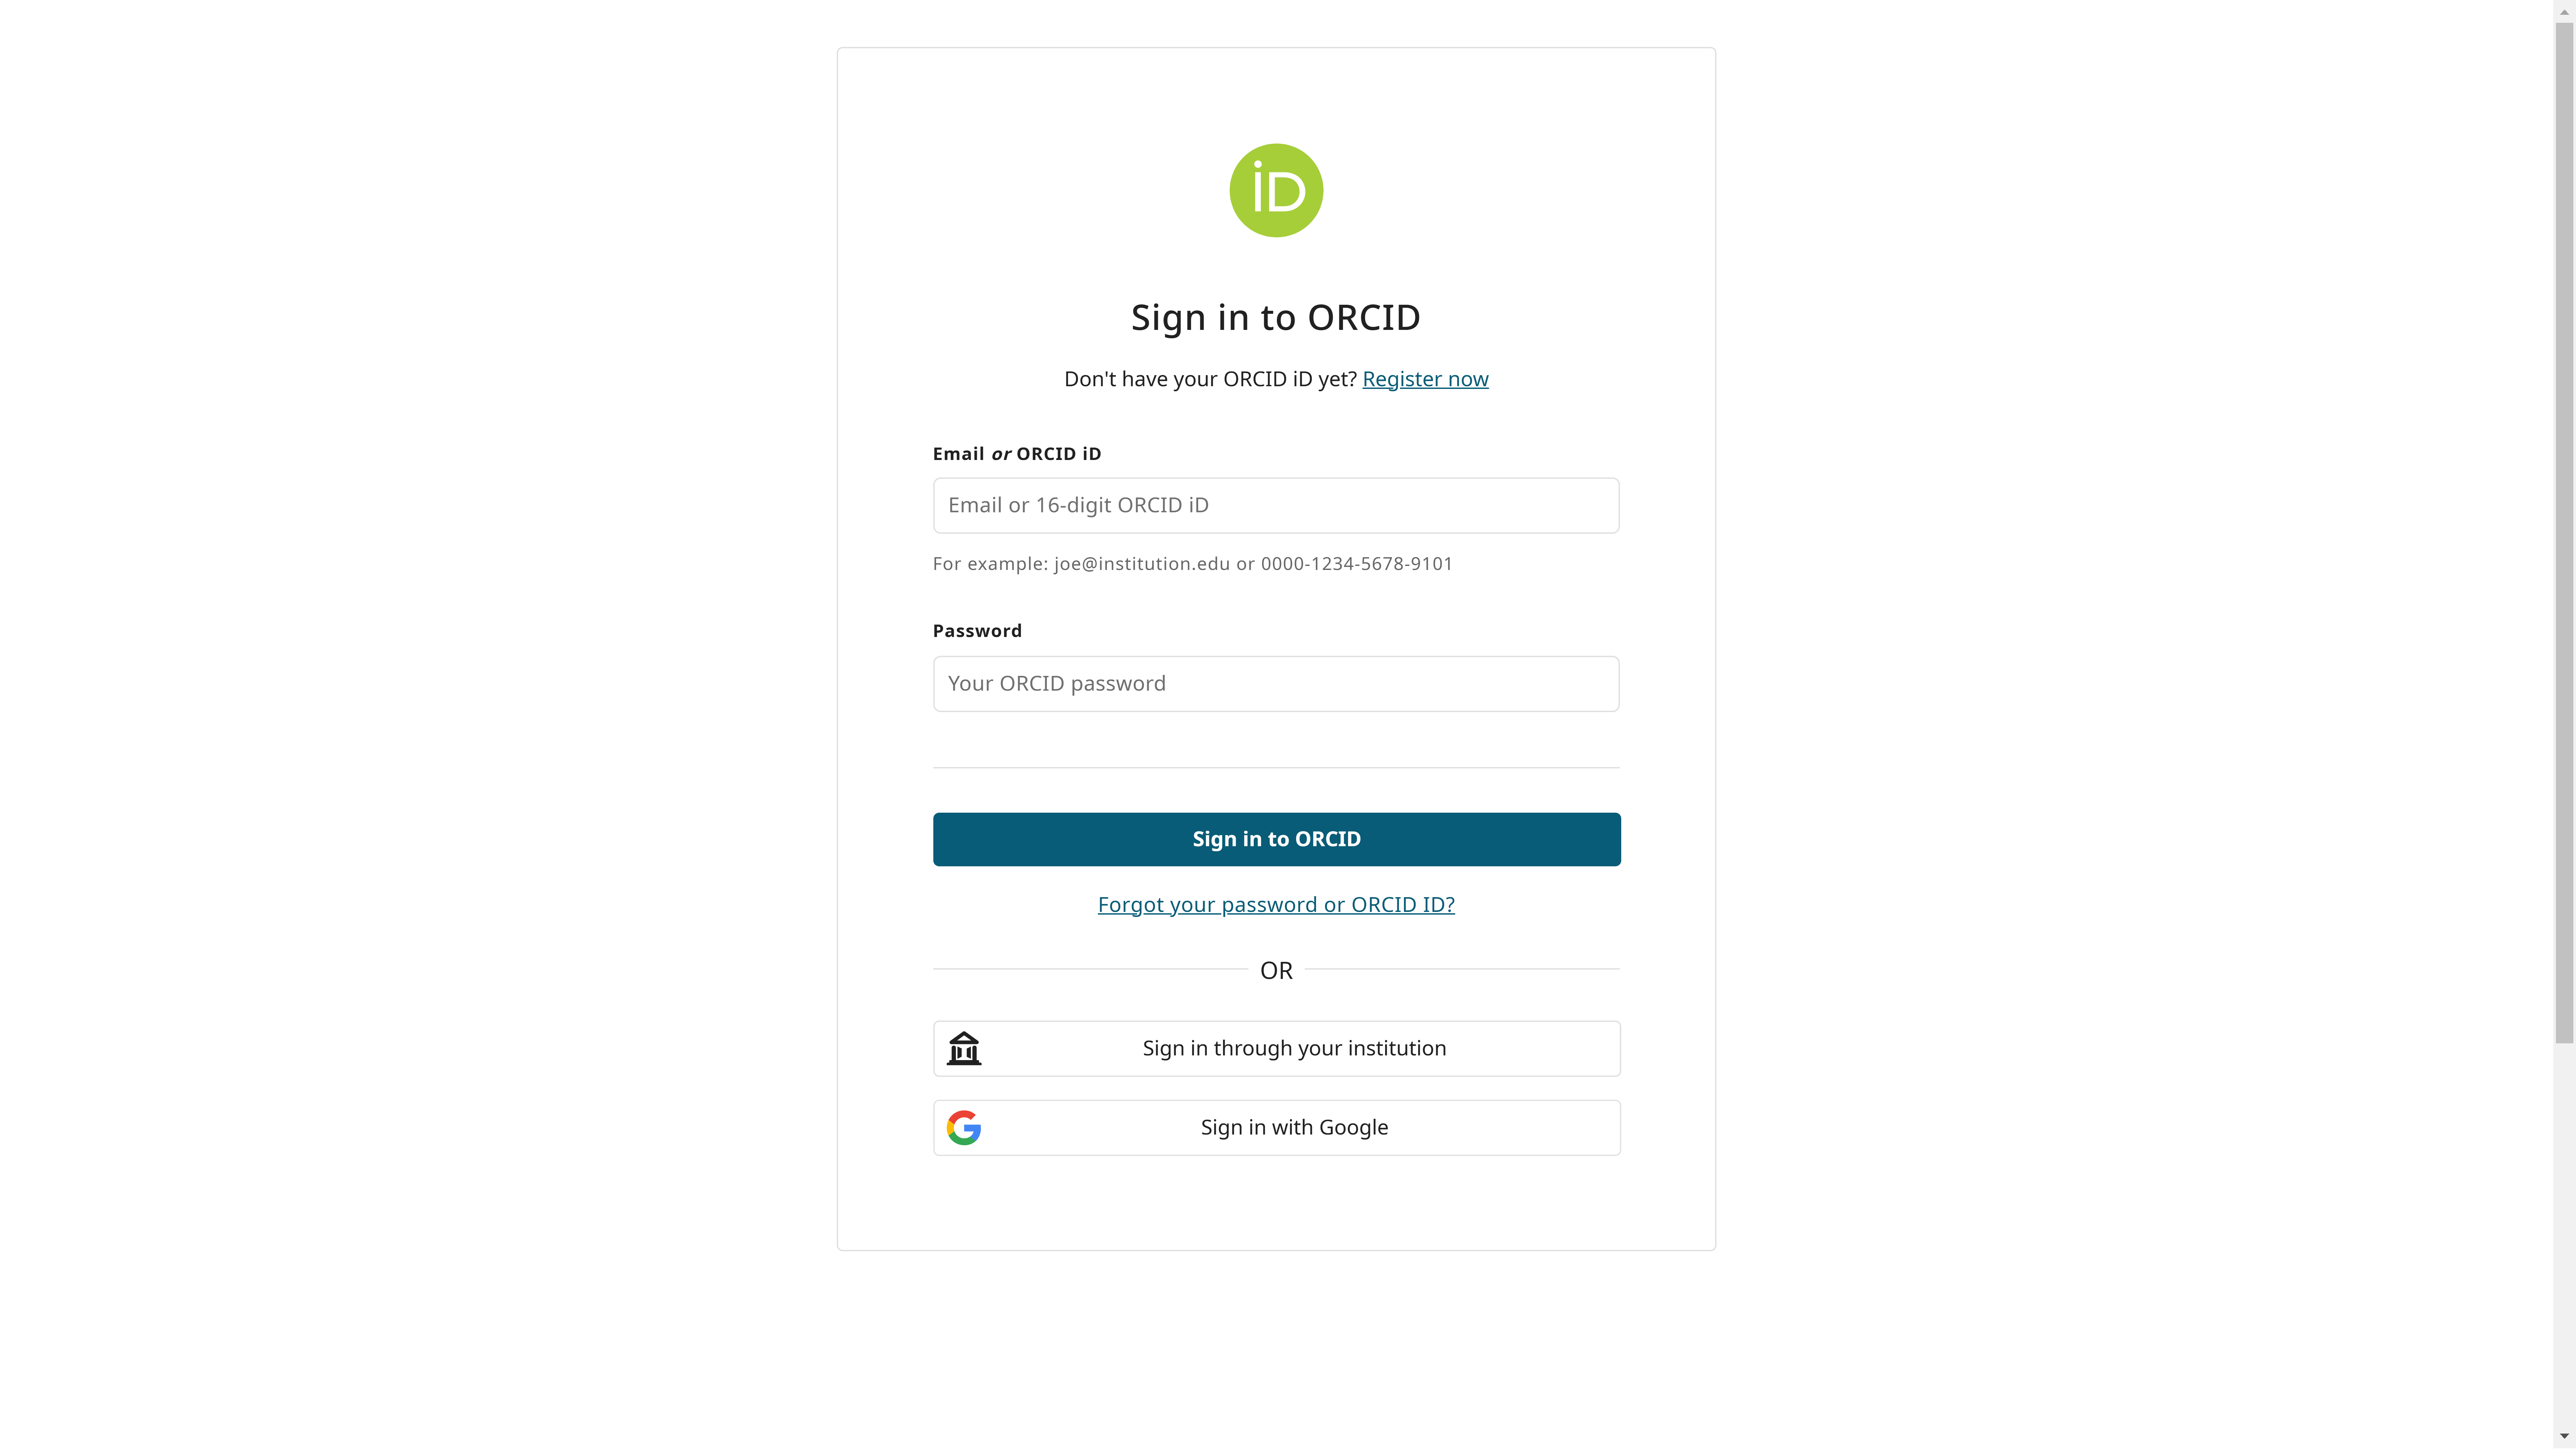 iD
Sign in to ORCID
Don't have your ORCID iD yet? Register now
Email or ORCID iD
Email or 16-digit ORCID iD
For example: joe@institution.edu or 0000-1234-5678-9101
Password
Your ORCID password
Sign in to ORCID
Forgot your password or ORCID ID?
OR
Sign in through your institution
Sign in with Google